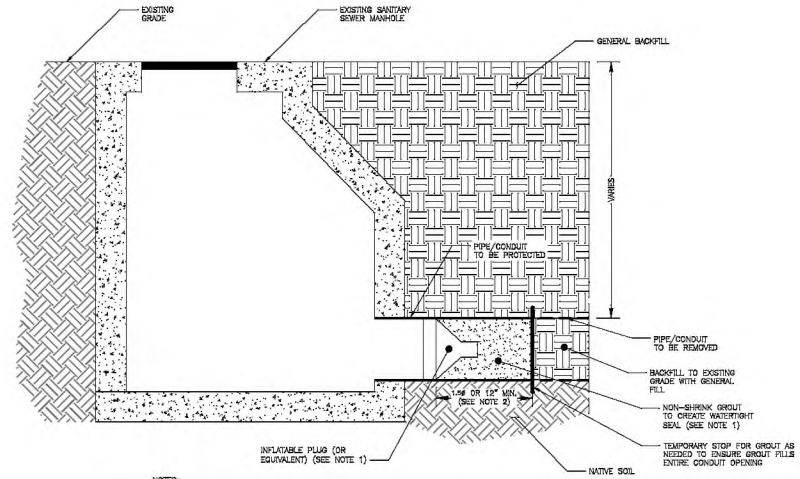 EXISTING
GRADE
EXISTING SANITARY
SEWER MANHOLE
GENERAL BACKFILL
VARIES
PIPE/CONDUIT
TO BE PROTECTED
PIPE/CONDUIT
TO BE REMOVED
BACKFILL TO EXISTING
GRADE WITH GENERAL
FILL
1.5Ø OR 12" MIN.
(SEE NOTE 2)
NON-SHRINK GROUT
TO CREATE WATERTIGHT
SEAL (SEE NOTE 1)
INFLATABLE PLUG (OR
EQUIVALENT) (SEE NOTE 1)
TEMPORARY STOP FOR GROUT AS
NEEDED TO ENSURE GROUT FILLS
ENTIRE CONDUIT OPENING
NATIVE SOIL
NOTES: